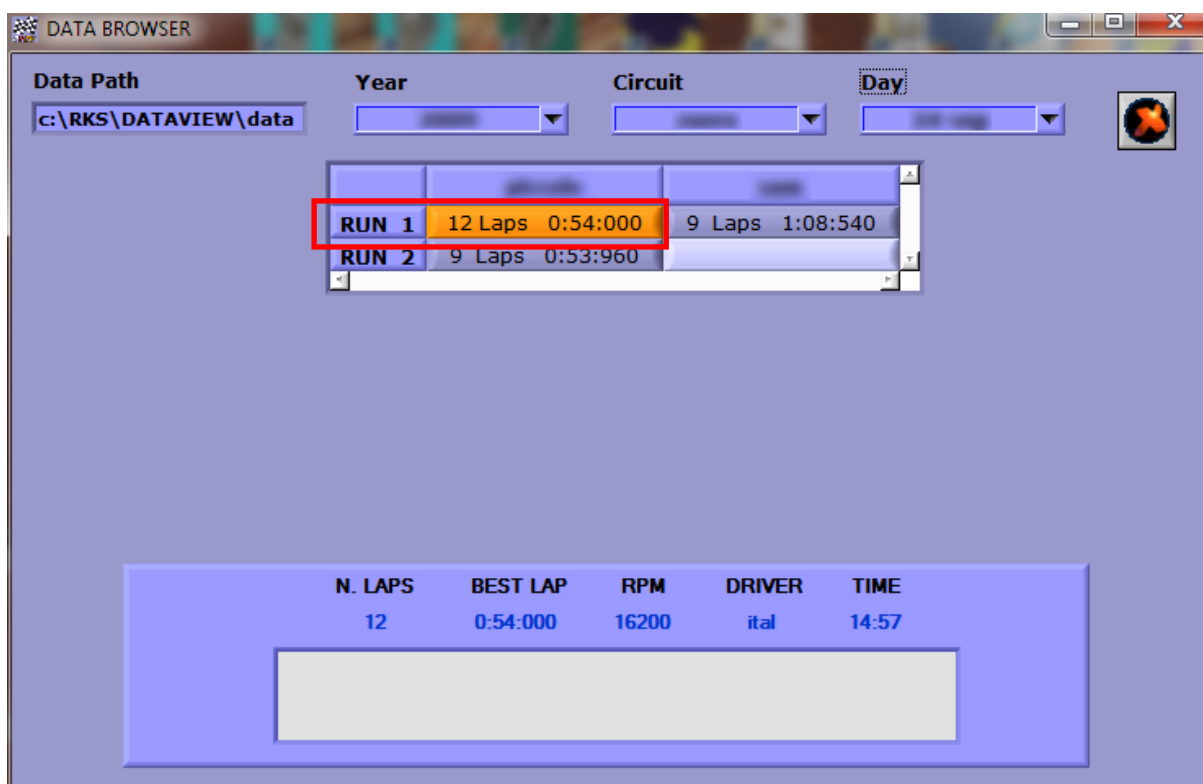 DATA BROWSER
Data Path Year Circuit Day
c:\RKS\DATAVIEW\data
RUN 1 12 Laps 0:54:000 9 Laps 1:08:540
RUN 2 9 Laps 0:53:960
N. LAPS BEST LAP RPM DRIVER TIME
12 0:54:000 16200 ital 14:57